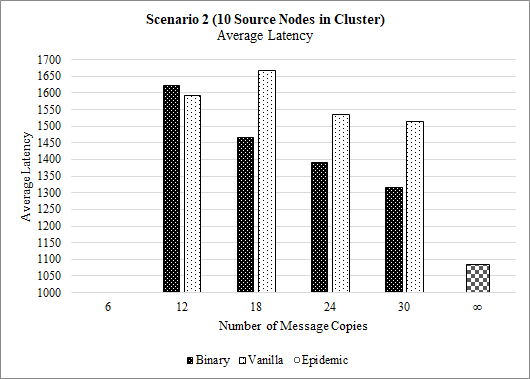 Scenario 2 (10 Source Nodes in Cluster)
Average Latency
1700
1650
1600
1550
1500
1450
1400
1350
1300
1250
1200
1150
1100
1050
1000
Average Latency
6 12 18 24 30 ∞
Number of Message Copies
Binary Vanilla Epidemic